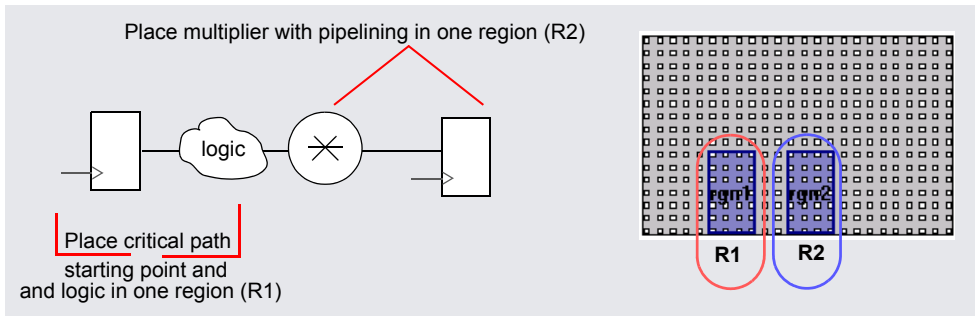 Place multiplier with pipelining in one region (R2)
logic
Place critical path
starting point and
and logic in one region (R1)
rgn1
rgn2
R1
R2